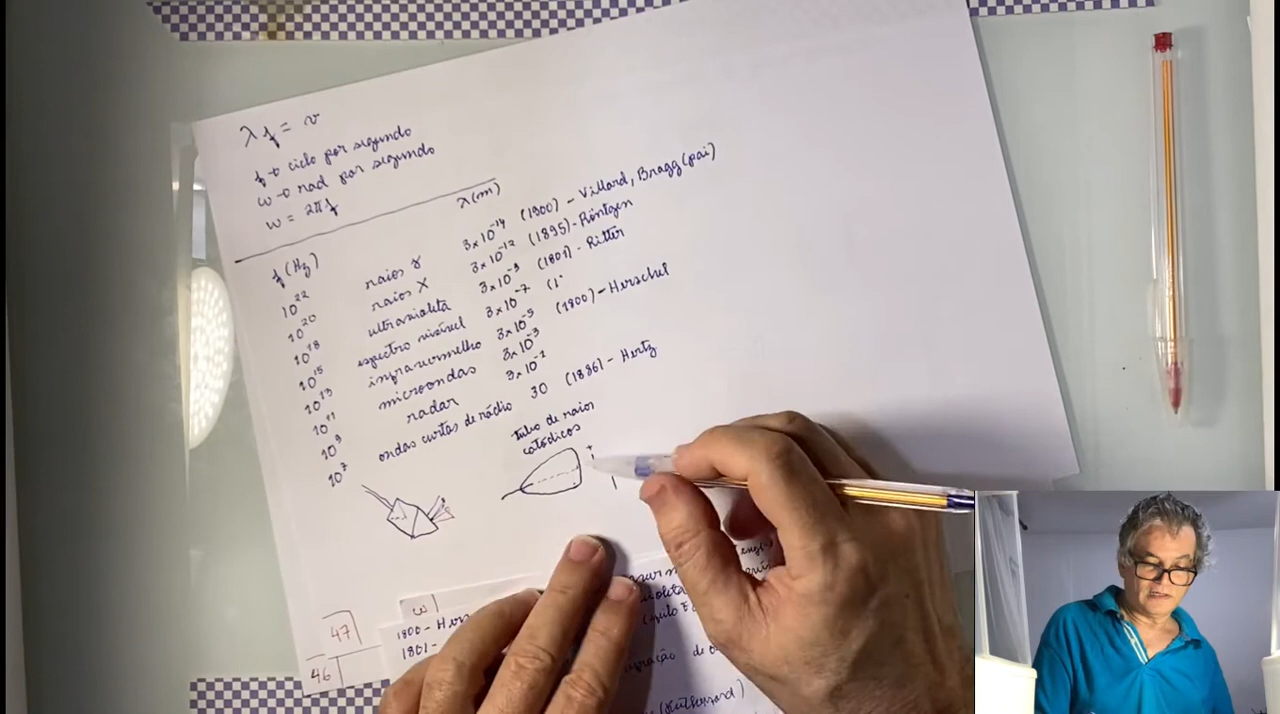 λ f = v
f → ciclo por segundo
ω → rad por segundo
ω = 2πf
f (Hz) λ (m)
10²² raios γ 3×10⁻¹⁴ (1900) - Villard, Bragg (pai)
10²⁰ raios X 3×10⁻¹² (1895) - Röntgen
10¹⁸ ultravioleta 3×10⁻⁹ (1801) - Ritter
10¹⁵ espectro visível 3×10⁻⁷ (1"
10¹³ infravermelho 3×10⁻⁵ (1800) - Herschel
10¹¹ microondas 3×10⁻³
10⁹ radar 3×10⁻¹
10⁷ ondas curtas de rádio 30 (1886) - Hertz
tubo de raios
catódicos
+
47
46
ω
1800 - Hers
1801 -
(Rutherford)